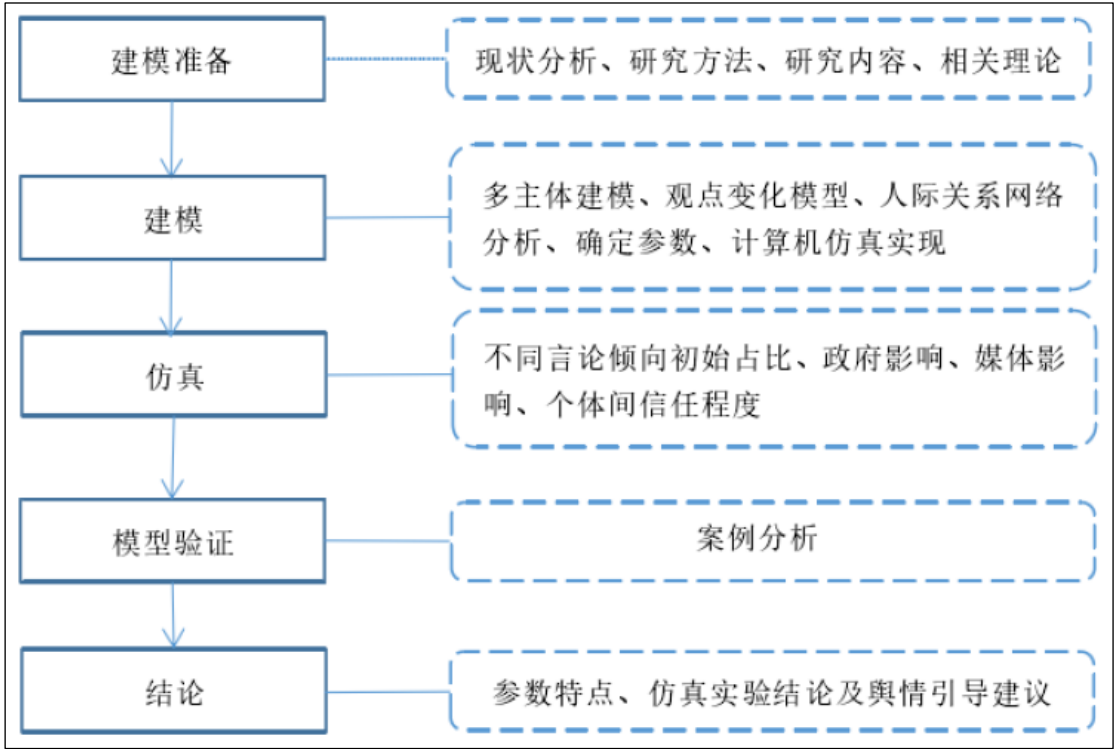 建模准备
现状分析、研究方法、研究内容、相关理论
建模
多主体建模、观点变化模型、人际关系网络
分析、确定参数、计算机仿真实现
仿真
不同言论倾向初始占比、政府影响、媒体影
响、个体间信任程度
模型验证
案例分析
结论
参数特点、仿真实验结论及舆情引导建议